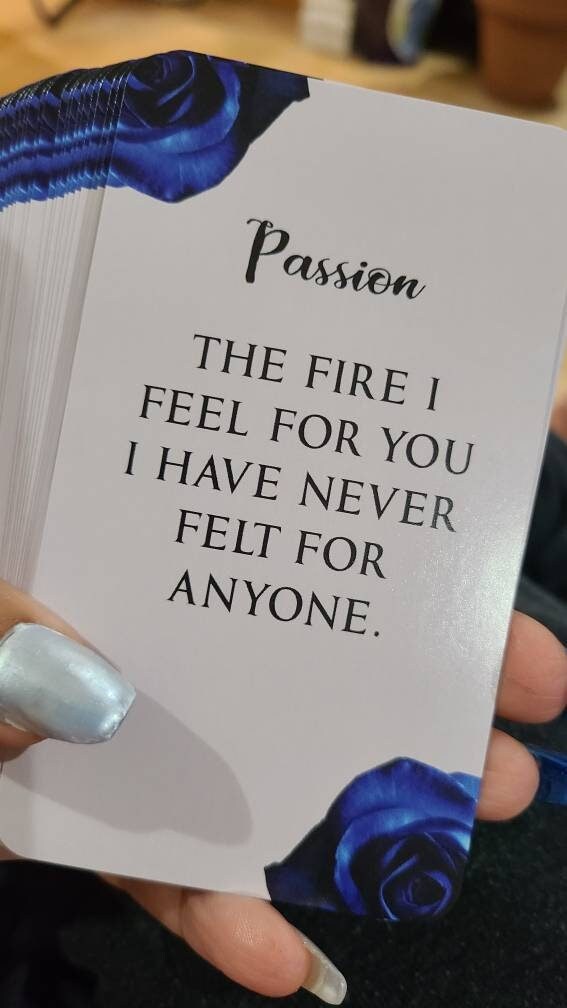 Passion
THE FIRE I
FEEL FOR YOU
I HAVE NEVER
FELT FOR
ANYONE.